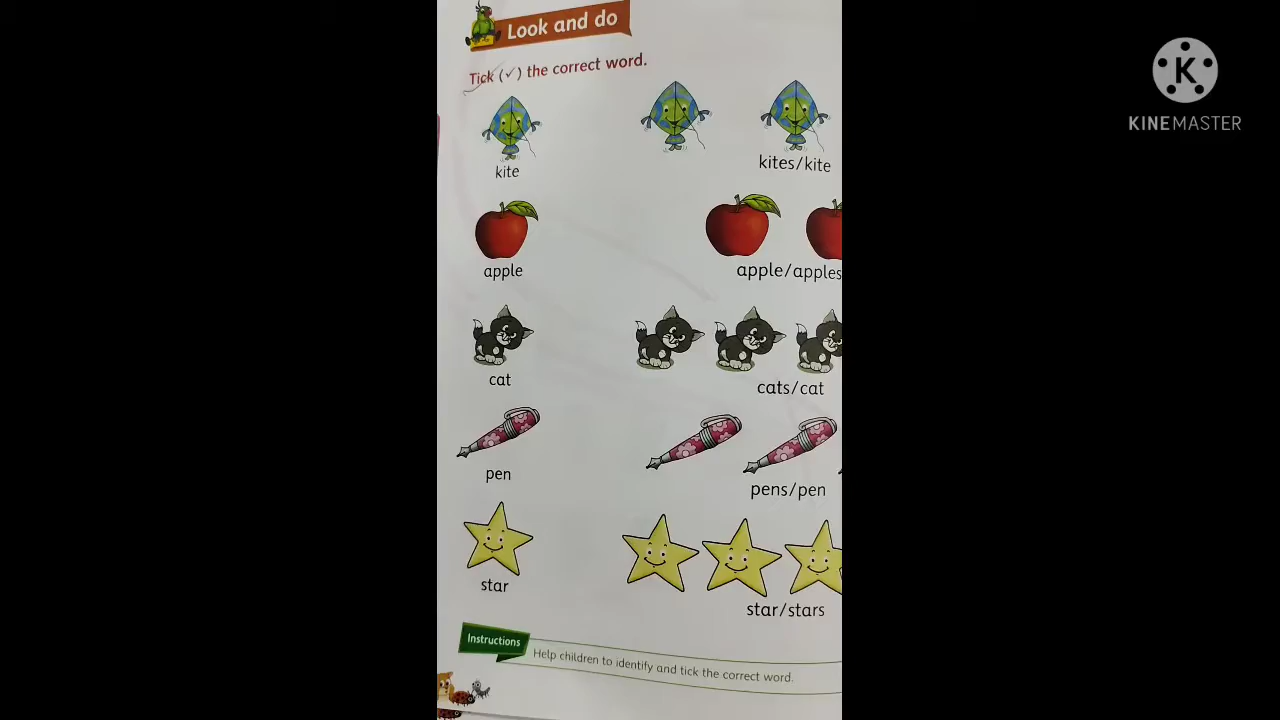 Look and do
Tick (✓) the correct word.
kite
kites/kite
apple
apple/apples
cat
cats/cat
pen
pens/pen
star
star/stars
Instructions
Help children to identify and tick the correct word.
K
KINEMASTER